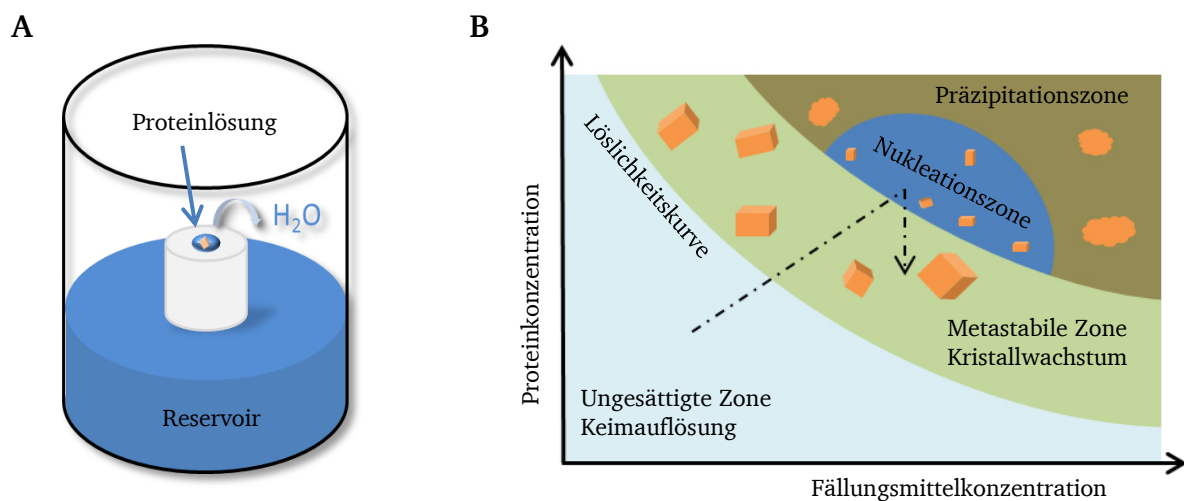 A
Proteinlösung
H₂O
Reservoir
B
Proteinkonzentration
Löslichkeitskurve
Präzipitationszone
Nukleationszone
Metastabile Zone
Kristallwachstum
Ungesättigte Zone
Keimauflösung
Fällungsmittelkonzentration